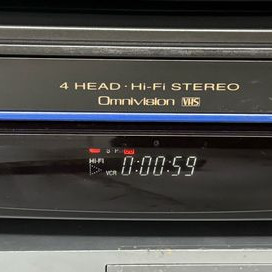 4 HEAD · Hi-Fi STEREO
Omnivision VHS
HI-FI
VCR 0:00:59